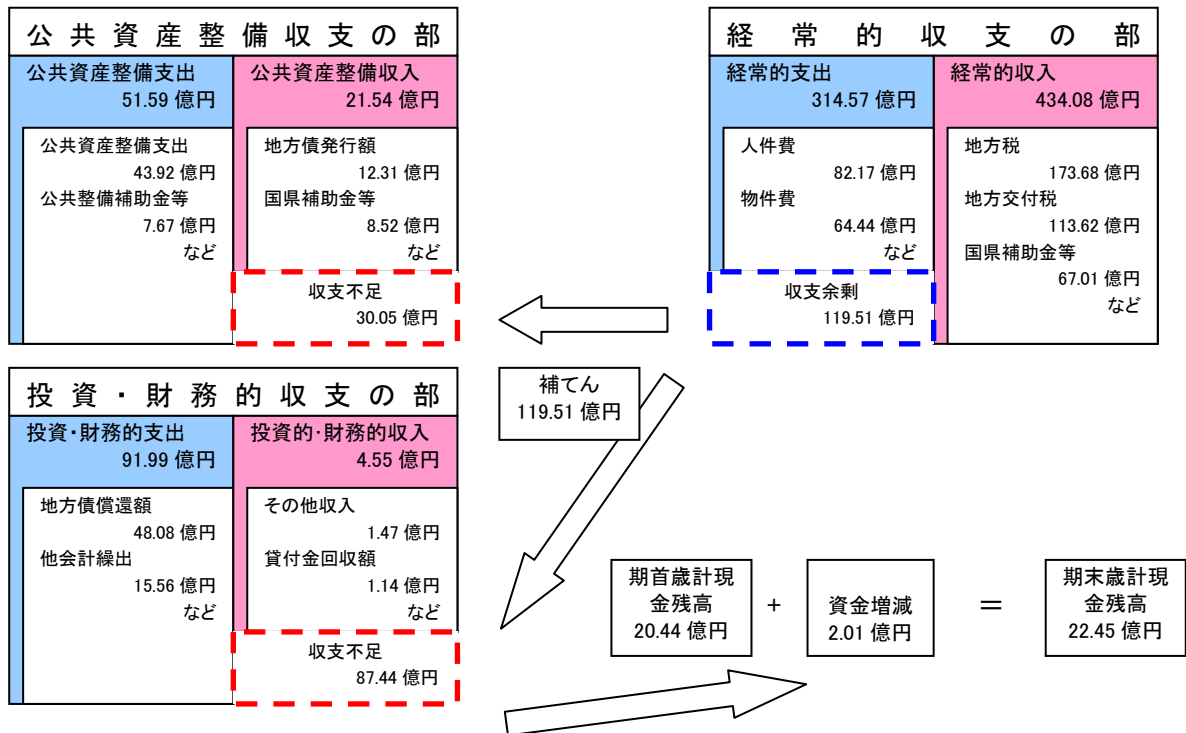 公共資産整備収支の部
公共資産整備支出
51.59 億円
公共資産整備支出
43.92 億円
公共整備補助金等
7.67 億円
など
公共資産整備収入
21.54 億円
地方債発行額
12.31 億円
国県補助金等
8.52 億円
など
収支不足
30.05 億円
経常的収支の部
経常的支出
314.57 億円
人件費
82.17 億円
物件費
64.44 億円
など
収支余剰
119.51 億円
経常的収入
434.08 億円
地方税
173.68 億円
地方交付税
113.62 億円
国県補助金等
67.01 億円
など
投資・財務的収支の部
投資・財務的支出
91.99 億円
地方債償還額
48.08 億円
他会計繰出
15.56 億円
など
投資的・財務的収入
4.55 億円
その他収入
1.47 億円
貸付金回収額
1.14 億円
など
収支不足
87.44 億円
補てん
119.51 億円
期首歳計現
金残高
20.44 億円
+
資金増減
2.01 億円
＝
期末歳計現
金残高
22.45 億円